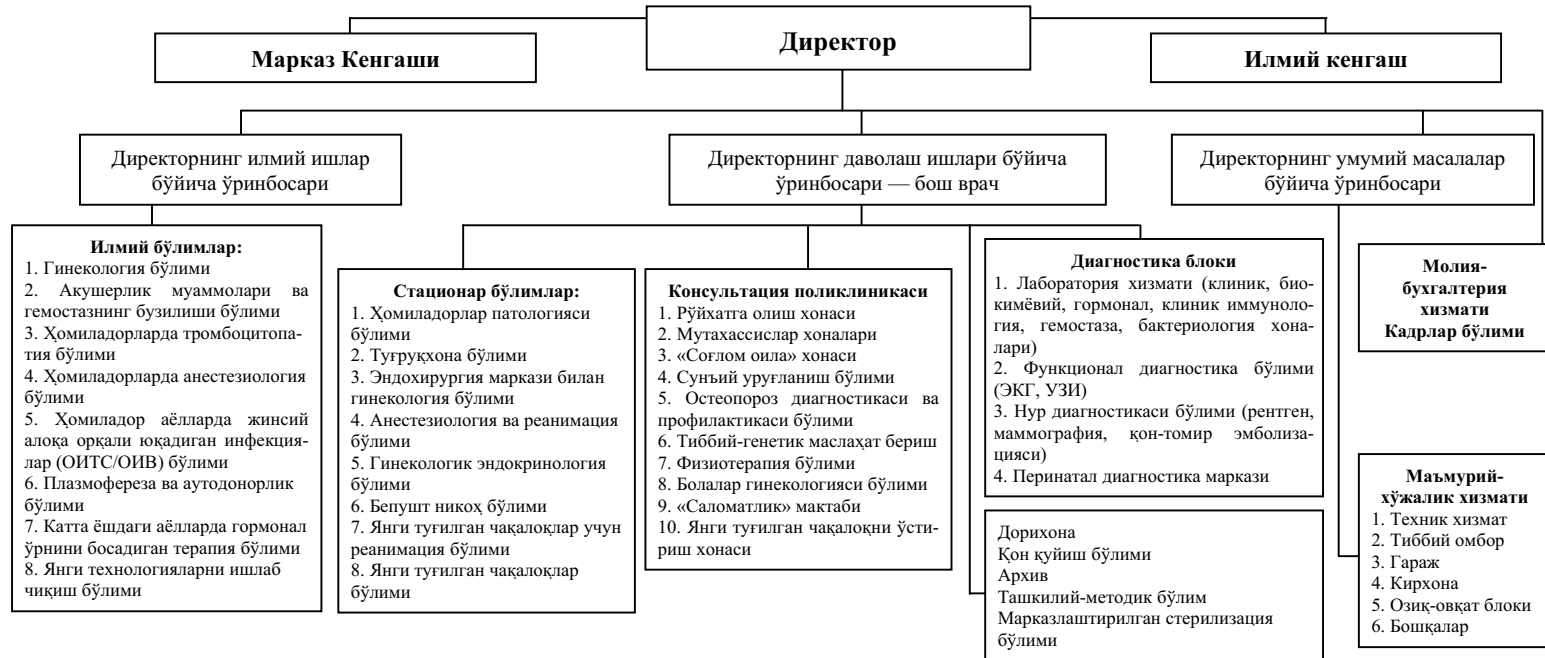 Директор
Марказ Кенгаши
Илмий кенгаш
Директорнинг илмий ишлар
бўйича ўринбосари
Директорнинг даволаш ишлари бўйича
ўринбосари — бош врач
Директорнинг умумий масалалар
бўйича ўринбосари
Илмий бўлимлар:
1. Гинекология бўлими
2. Акушерлик муаммолари ва
гемостазнинг бузилиши бўлими
3. Ҳомиладорларда тромбоцитопа-
тия бўлими
4. Ҳомиладорларда анестезиология
бўлими
5. Ҳомиладор аёлларда жинсий
алоқа орқали юқадиган инфекция-
лар (ОИТС/ОИВ) бўлими
6. Плазмофереза ва аутодонорлик
бўлими
7. Катта ёшдаги аёлларда гормонал
ўрнини босадиган терапия бўлими
8. Янги технологияларни ишлаб
чиқиш бўлими
Стационар бўлимлар:
1. Ҳомиладорлар патологияси
бўлими
2. Туғруқхона бўлими
3. Эндохирургия маркази билан
гинекология бўлими
4. Анестезиология ва реанимация
бўлими
5. Гинекологик эндокринология
бўлими
6. Бепушт никоҳ бўлими
7. Янги туғилган чақалоқлар учун
реанимация бўлими
8. Янги туғилган чақалоқлар
бўлими
Консультация поликлиникаси
1. Рўйхатга олиш хонаси
2. Мутахассислар хоналари
3. «Соғлом оила» хонаси
4. Сунъий уруғланиш бўлими
5. Остеопороз диагностикаси ва
профилактикаси бўлими
6. Тиббий-генетик маслаҳат бериш
7. Физиотерапия бўлими
8. Болалар гинекологияси бўлими
9. «Саломатлик» мактаби
10. Янги туғилган чақалоқни ўсти-
риш хонаси
Диагностика блоки
1. Лаборатория хизмати (клиник, био-
кимёвий, гормонал, клиник иммуноло-
гия, гемостаза, бактериология хона-
лари)
2. Функционал диагностика бўлими
(ЭКГ, УЗИ)
3. Нур диагностикаси бўлими (рентген,
маммография, қон-томир эмболиза-
цияси)
4. Перинатал диагностика маркази
Дорихона
Қон қуйиш бўлими
Архив
Ташкилий-методик бўлим
Марказлаштирилган стерилизация
бўлими
Молия-
бухгалтерия
хизмати
Кадрлар бўлими
Маъмурий-
хўжалик хизмати
1. Техник хизмат
2. Тиббий омбор
3. Гараж
4. Кирхона
5. Озиқ-овқат блоки
6. Бошқалар